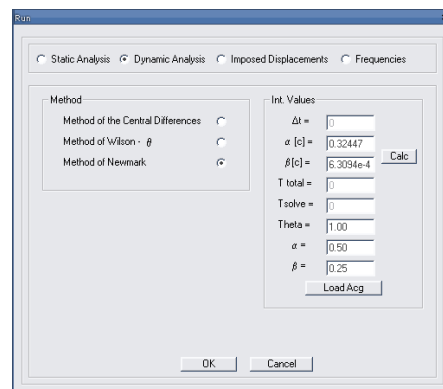 Run
Static Analysis Dynamic Analysis Imposed Displacements Frequencies
Method
Method of the Central Differences
Method of Wilson - θ
Method of Newmark
Int. Values
Δt = 0
α [c] = 0.32447
β [c] = 6.3094e-4
Calc
T total = 0
Tsolve = 0
Theta = 1.00
α = 0.50
β = 0.25
Load Acg
OK Cancel